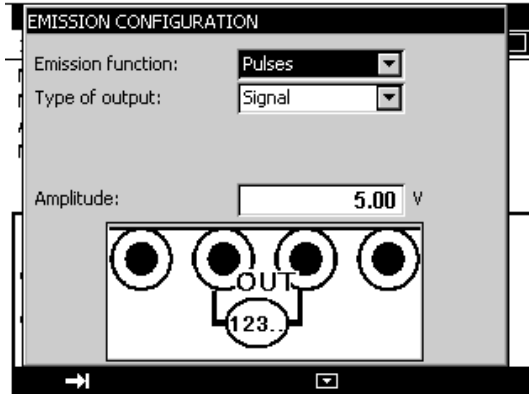 EMISSION CONFIGURATION
Emission function: Pulses
Type of output: Signal
Amplitude: 5.00 V
OUT
123..